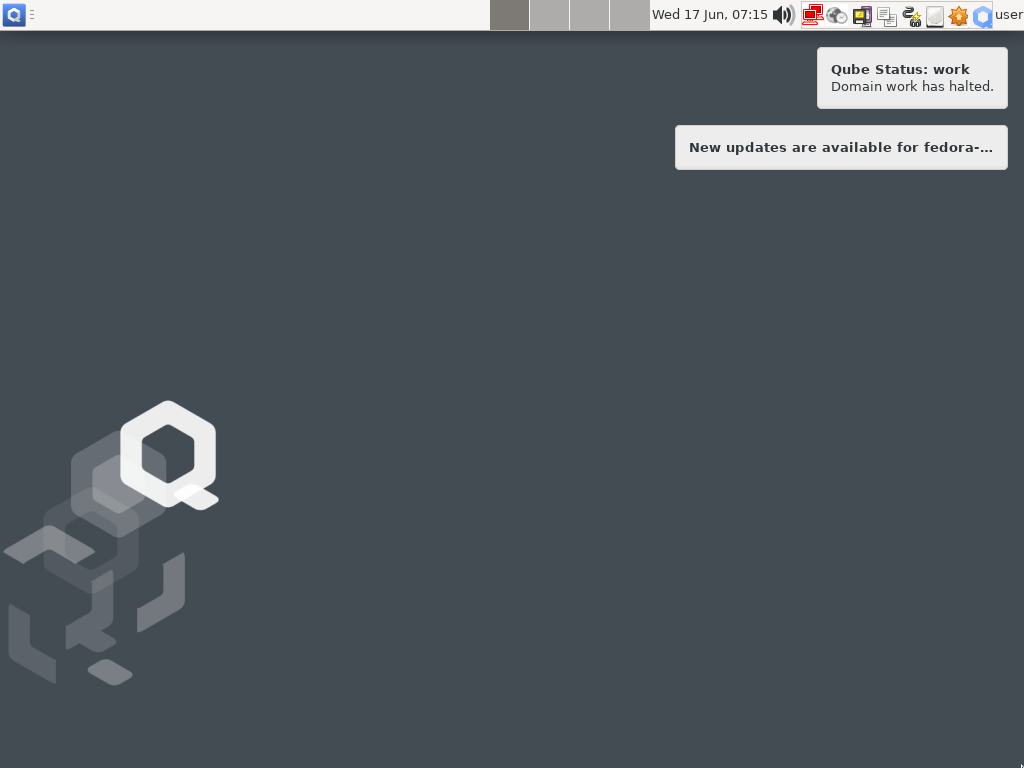 Wed 17 Jun, 07:15
user
Qube Status: work
Domain work has halted.
New updates are available for fedora-...